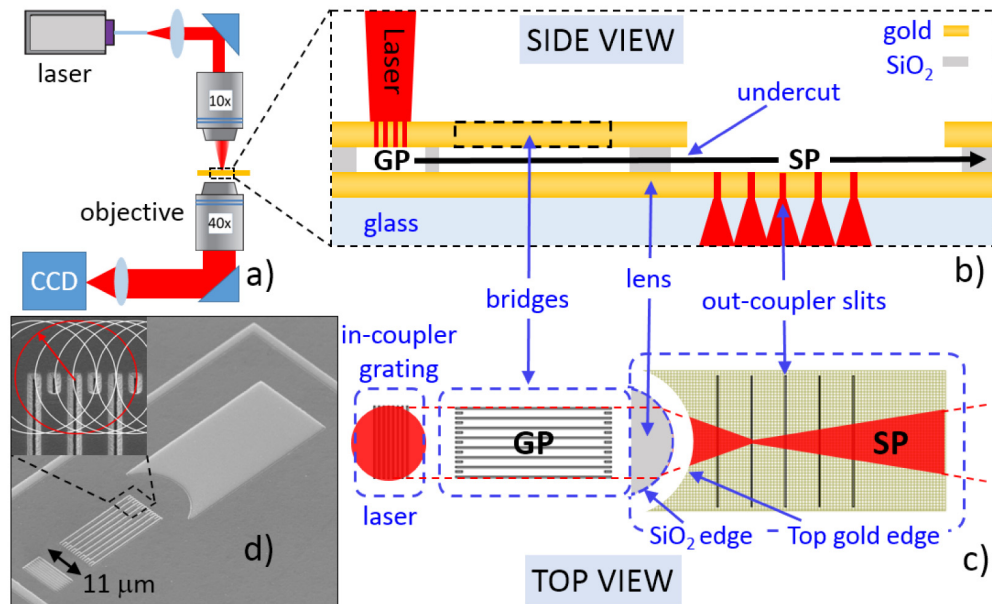 laser
10x
objective
40x
CCD
a)
SIDE VIEW
gold
SiO₂
Laser
undercut
GP
SP
glass
b)
bridges
lens
out-coupler slits
in-coupler
grating
GP
SP
laser
SiO₂ edge
Top gold edge
c)
TOP VIEW
d)
11 μm